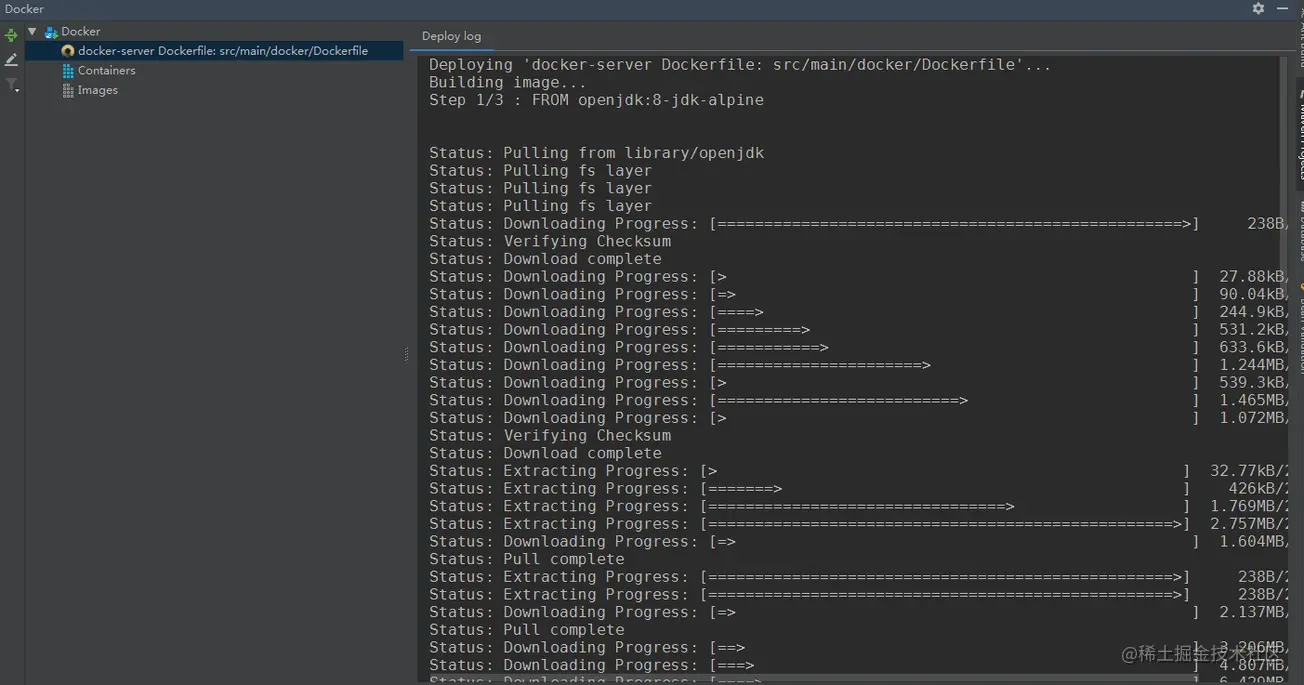 Docker
Docker
docker-server Dockerfile: src/main/docker/Dockerfile
Containers
Images
Deploy log
Deploying 'docker-server Dockerfile: src/main/docker/Dockerfile'...
Building image...
Step 1/3 : FROM openjdk:8-jdk-alpine
Status: Pulling from library/openjdk
Status: Pulling fs layer
Status: Pulling fs layer
Status: Pulling fs layer
Status: Downloading Progress: [==================================================>] 238B/
Status: Verifying Checksum
Status: Download complete
Status: Downloading Progress: [> ] 27.88kB/
Status: Downloading Progress: [=> ] 90.04kB/
Status: Downloading Progress: [====> ] 244.9kB/
Status: Downloading Progress: [=========> ] 531.2kB/
Status: Downloading Progress: [===========> ] 633.6kB/
Status: Downloading Progress: [======================> ] 1.244MB/
Status: Downloading Progress: [> ] 539.3kB/
Status: Downloading Progress: [==========================> ] 1.465MB/
Status: Downloading Progress: [> ] 1.072MB/
Status: Verifying Checksum
Status: Download complete
Status: Extracting Progress: [> ] 32.77kB/2
Status: Extracting Progress: [=======> ] 426kB/2
Status: Extracting Progress: [================================> ] 1.769MB/2
Status: Extracting Progress: [==================================================>] 2.757MB/2
Status: Downloading Progress: [=> ] 1.604MB/
Status: Pull complete
Status: Extracting Progress: [==================================================>] 238B/2
Status: Extracting Progress: [==================================================>] 238B/2
Status: Downloading Progress: [=> ] 2.137MB/
Status: Pull complete
Status: Downloading Progress: [==> ] 3.206MB/
Status: Downloading Progress: [===> ] 4.807MB/
Status: Downloading Progress: [====> ] 6.429MB/
@稀土掘金技术社区
Maven Projects